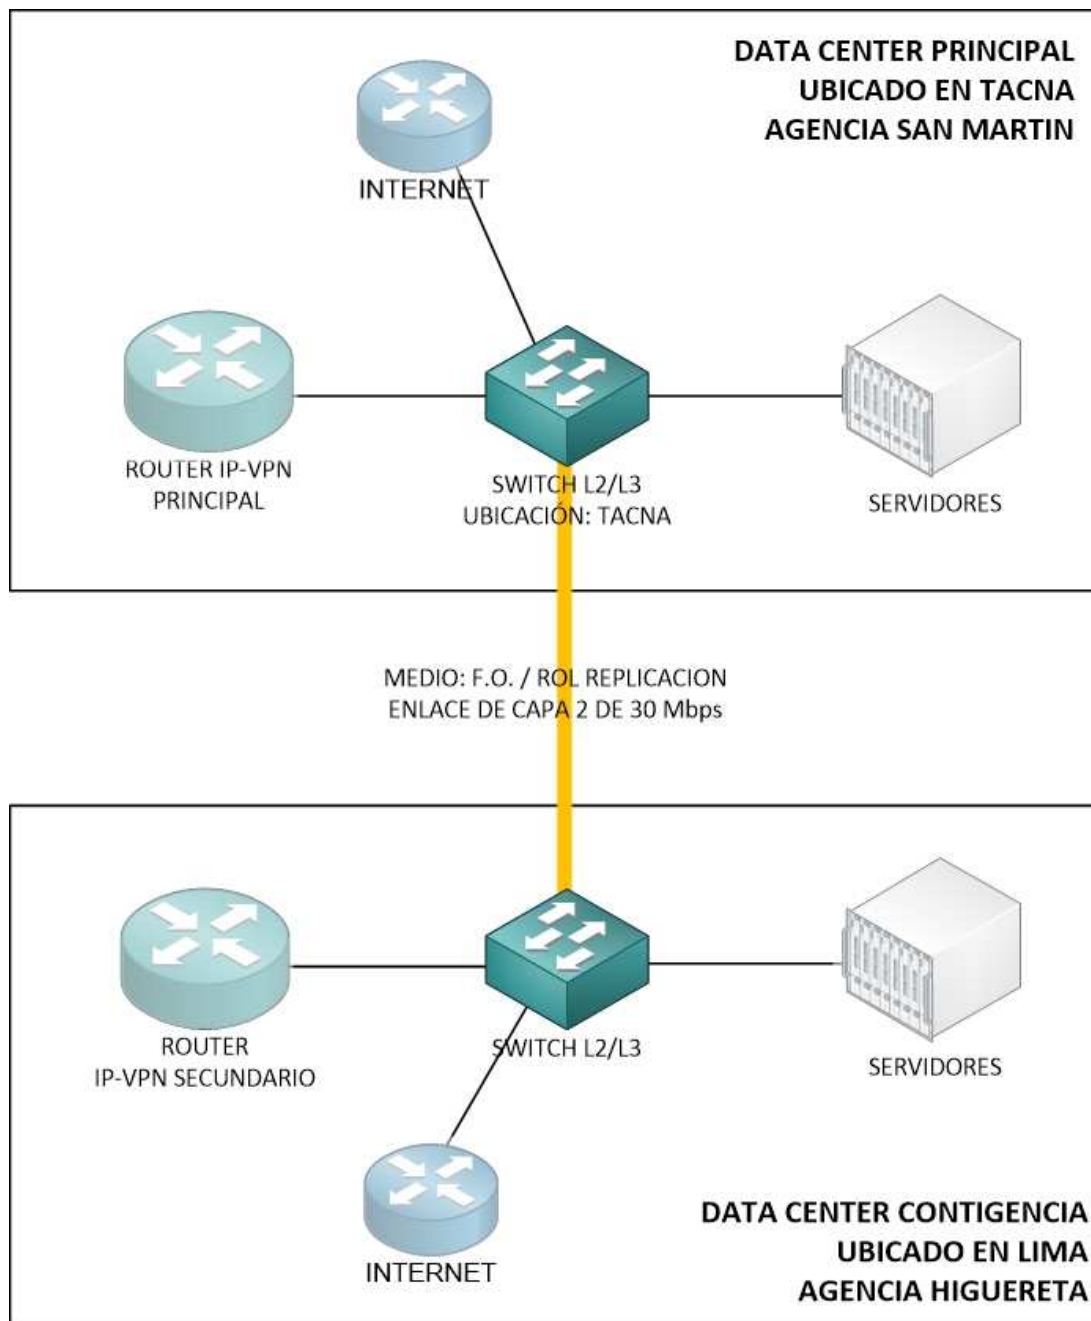 DATA CENTER PRINCIPAL
UBICADO EN TACNA
AGENCIA SAN MARTIN
INTERNET
ROUTER IP-VPN
PRINCIPAL
SWITCH L2/L3
UBICACIÓN: TACNA
SERVIDORES
MEDIO: F.O. / ROL REPLICACION
ENLACE DE CAPA 2 DE 30 Mbps
ROUTER
IP-VPN SECUNDARIO
SWITCH L2/L3
SERVIDORES
INTERNET
DATA CENTER CONTIGENCIA
UBICADO EN LIMA
AGENCIA HIGUERETA